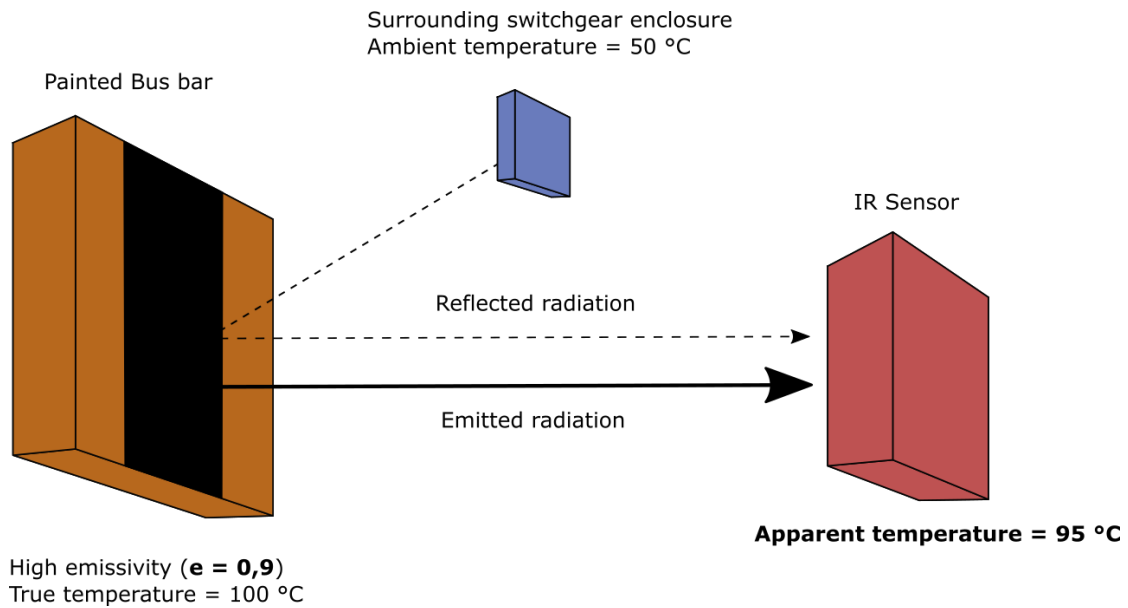 Surrounding switchgear enclosure
Ambient temperature = 50 °C
Painted Bus bar
IR Sensor
Reflected radiation
Emitted radiation
Apparent temperature = 95 °C
High emissivity (e = 0,9)
True temperature = 100 °C